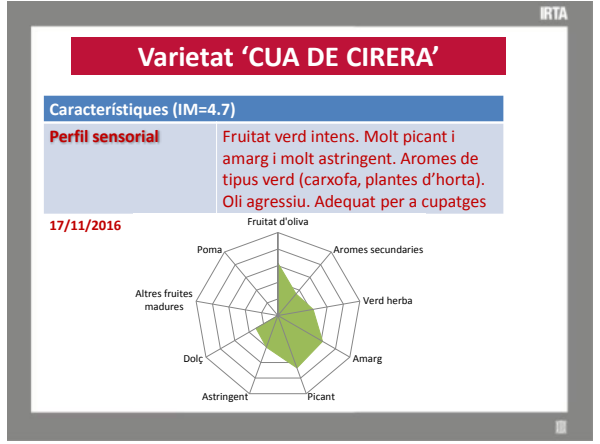 IRTA
Varietat ‘CUA DE CIRERA’
Característiques (IM=4.7)
Perfil sensorial
Fruitat verd intens. Molt picant i
amarg i molt astringent. Aromes de
tipus verd (carxofa, plantes d’horta).
Oli agressiu. Adequat per a cupatges
17/11/2016
Fruitat d'oliva
Poma
Aromes secundaries
Altres fruites
madures
Verd herba
Dolç
Amarg
Astringent
Picant